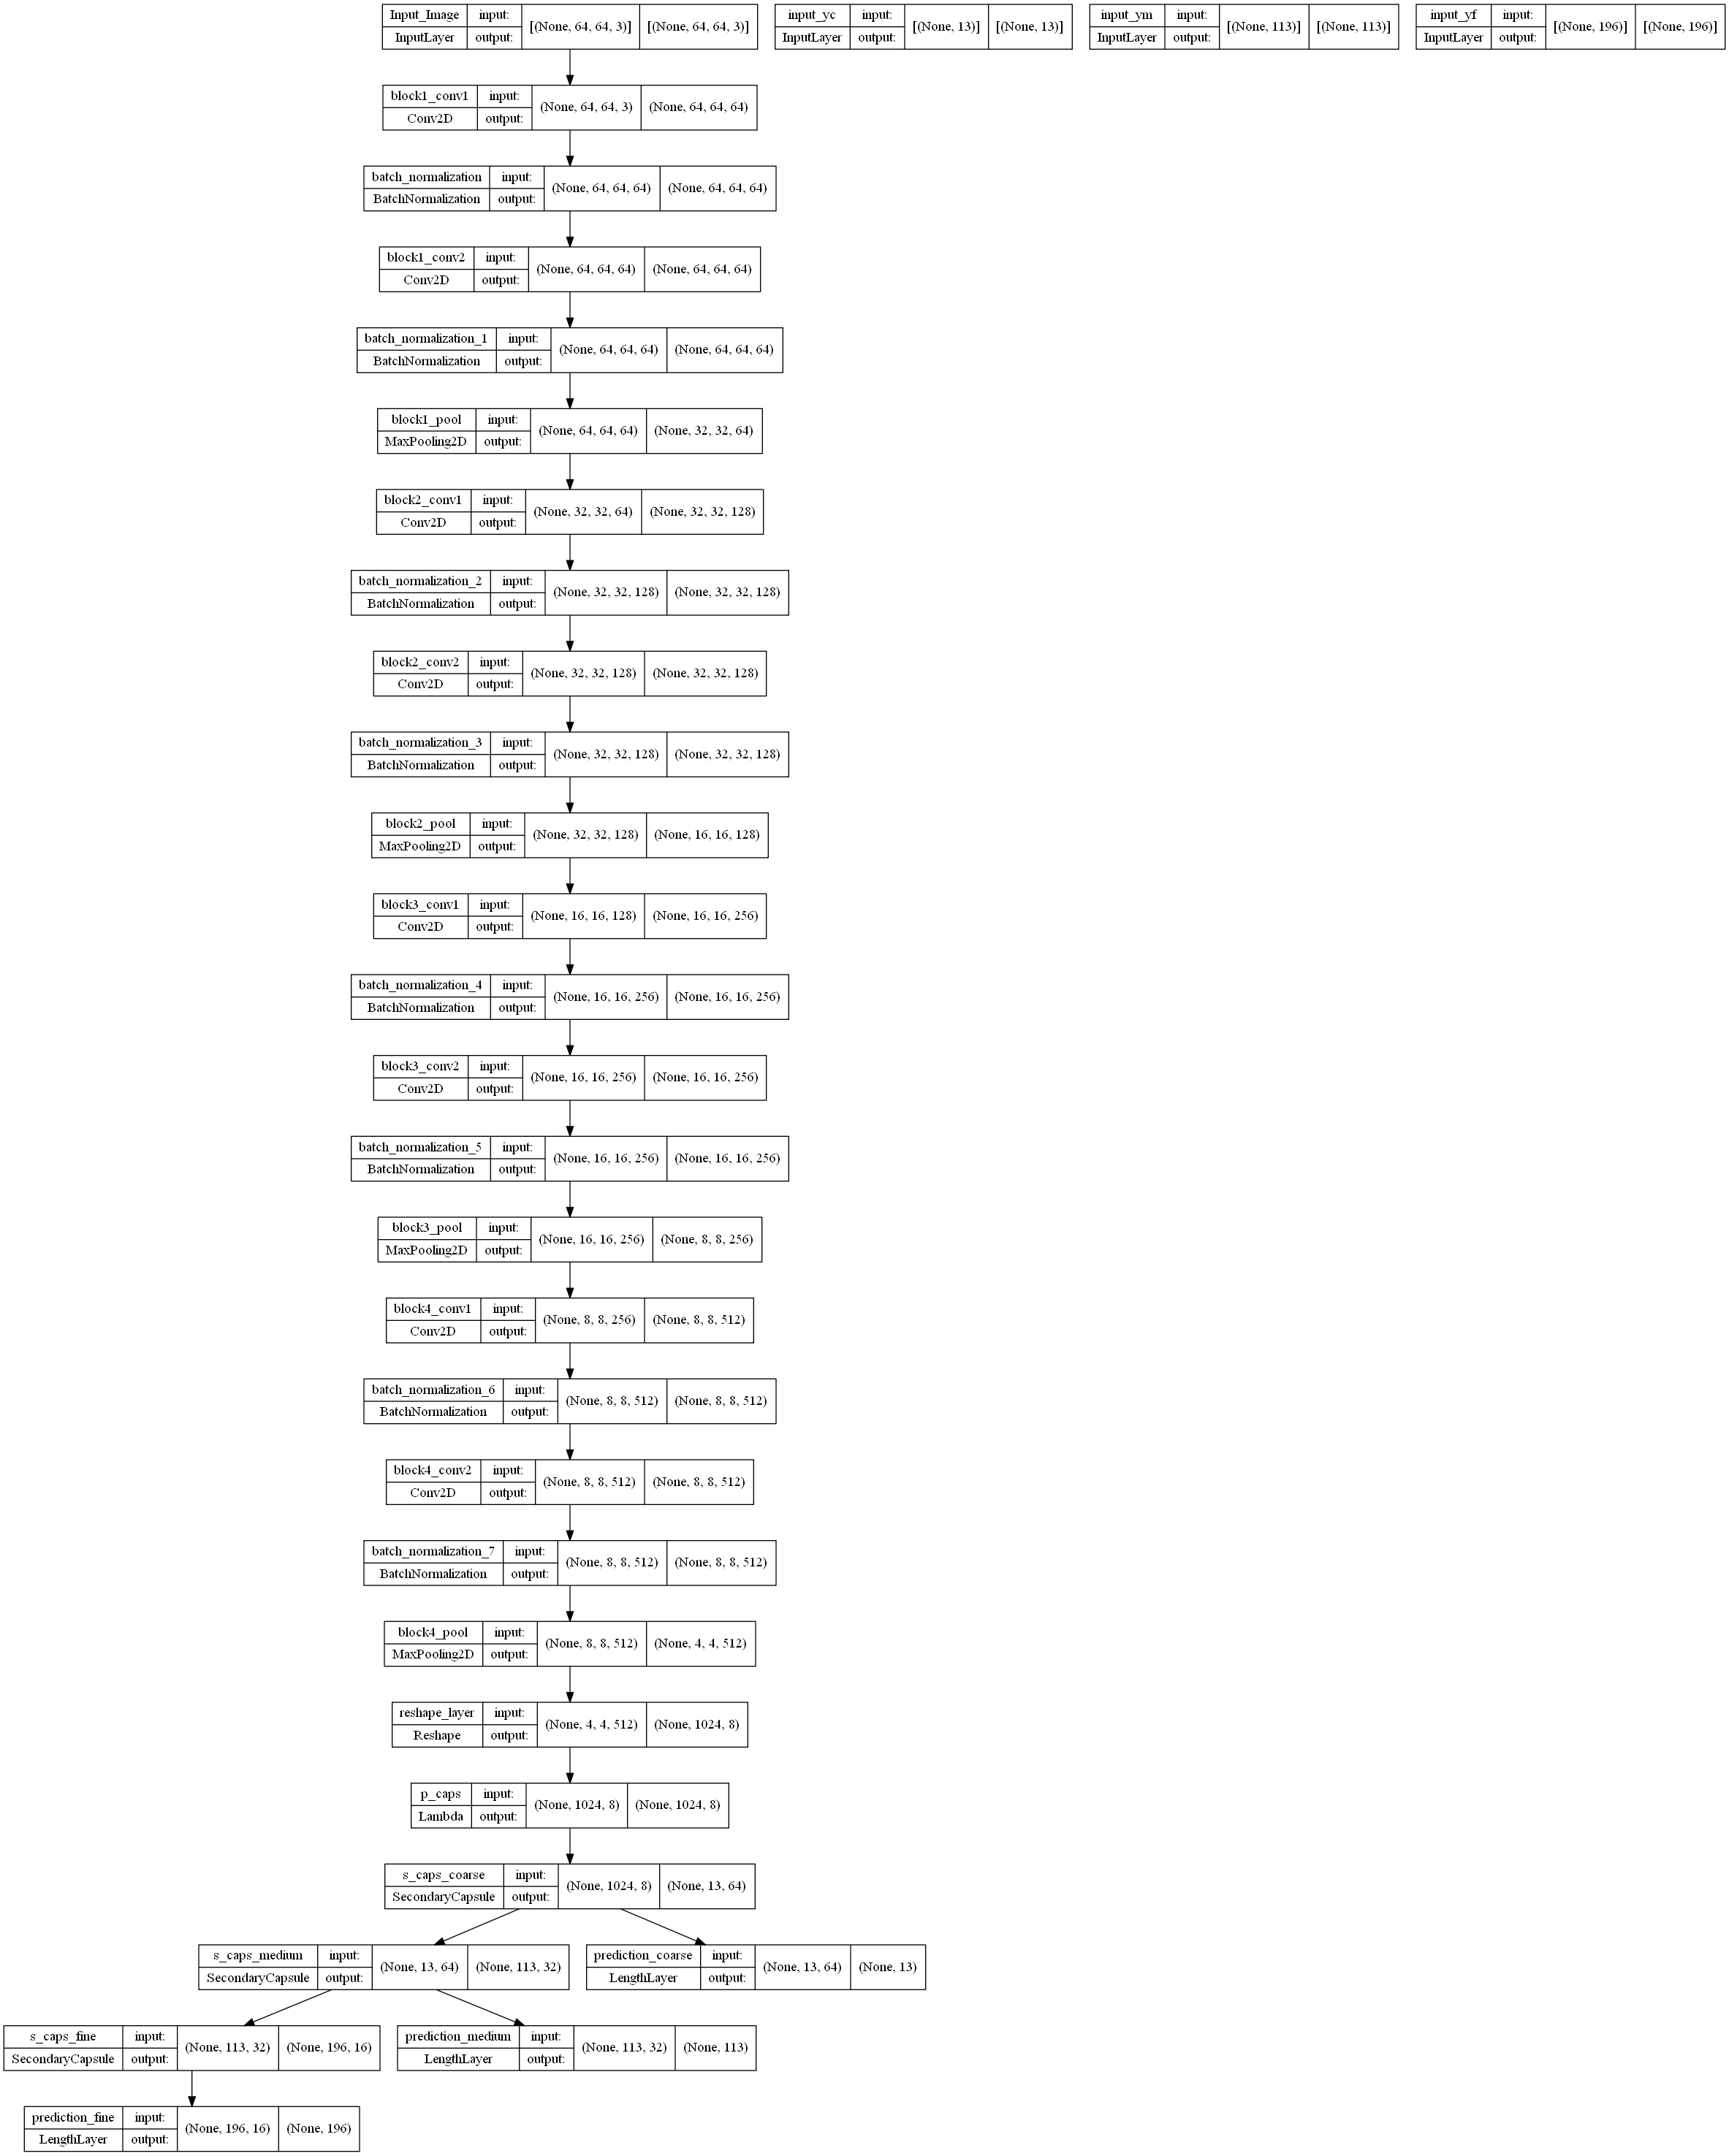 Input_Image input: [(None, 64, 64, 3)] [(None, 64, 64, 3)]
InputLayer output:
input_yc input: [(None, 13)] [(None, 13)]
InputLayer output:
input_ym input: [(None, 113)] [(None, 113)]
InputLayer output:
input_yf input: [(None, 196)] [(None, 196)]
InputLayer output:
block1_conv1 input: (None, 64, 64, 3) (None, 64, 64, 64)
Conv2D output:
batch_normalization input: (None, 64, 64, 64) (None, 64, 64, 64)
BatchNormalization output:
block1_conv2 input: (None, 64, 64, 64) (None, 64, 64, 64)
Conv2D output:
batch_normalization_1 input: (None, 64, 64, 64) (None, 64, 64, 64)
BatchNormalization output:
block1_pool input: (None, 64, 64, 64) (None, 32, 32, 64)
MaxPooling2D output:
block2_conv1 input: (None, 32, 32, 64) (None, 32, 32, 128)
Conv2D output:
batch_normalization_2 input: (None, 32, 32, 128) (None, 32, 32, 128)
BatchNormalization output:
block2_conv2 input: (None, 32, 32, 128) (None, 32, 32, 128)
Conv2D output:
batch_normalization_3 input: (None, 32, 32, 128) (None, 32, 32, 128)
BatchNormalization output:
block2_pool input: (None, 32, 32, 128) (None, 16, 16, 128)
MaxPooling2D output:
block3_conv1 input: (None, 16, 16, 128) (None, 16, 16, 256)
Conv2D output:
batch_normalization_4 input: (None, 16, 16, 256) (None, 16, 16, 256)
BatchNormalization output:
block3_conv2 input: (None, 16, 16, 256) (None, 16, 16, 256)
Conv2D output:
batch_normalization_5 input: (None, 16, 16, 256) (None, 16, 16, 256)
BatchNormalization output:
block3_pool input: (None, 16, 16, 256) (None, 8, 8, 256)
MaxPooling2D output:
block4_conv1 input: (None, 8, 8, 256) (None, 8, 8, 512)
Conv2D output:
batch_normalization_6 input: (None, 8, 8, 512) (None, 8, 8, 512)
BatchNormalization output:
block4_conv2 input: (None, 8, 8, 512) (None, 8, 8, 512)
Conv2D output:
batch_normalization_7 input: (None, 8, 8, 512) (None, 8, 8, 512)
BatchNormalization output:
block4_pool input: (None, 8, 8, 512) (None, 4, 4, 512)
MaxPooling2D output:
reshape_layer input: (None, 4, 4, 512) (None, 1024, 8)
Reshape output:
p_caps input: (None, 1024, 8) (None, 1024, 8)
Lambda output:
s_caps_coarse input: (None, 1024, 8) (None, 13, 64)
SecondaryCapsule output:
s_caps_medium input: (None, 13, 64) (None, 113, 32)
SecondaryCapsule output:
prediction_coarse input: (None, 13, 64) (None, 13)
LengthLayer output:
s_caps_fine input: (None, 113, 32) (None, 196, 16)
SecondaryCapsule output:
prediction_medium input: (None, 113, 32) (None, 113)
LengthLayer output:
prediction_fine input: (None, 196, 16) (None, 196)
LengthLayer output: